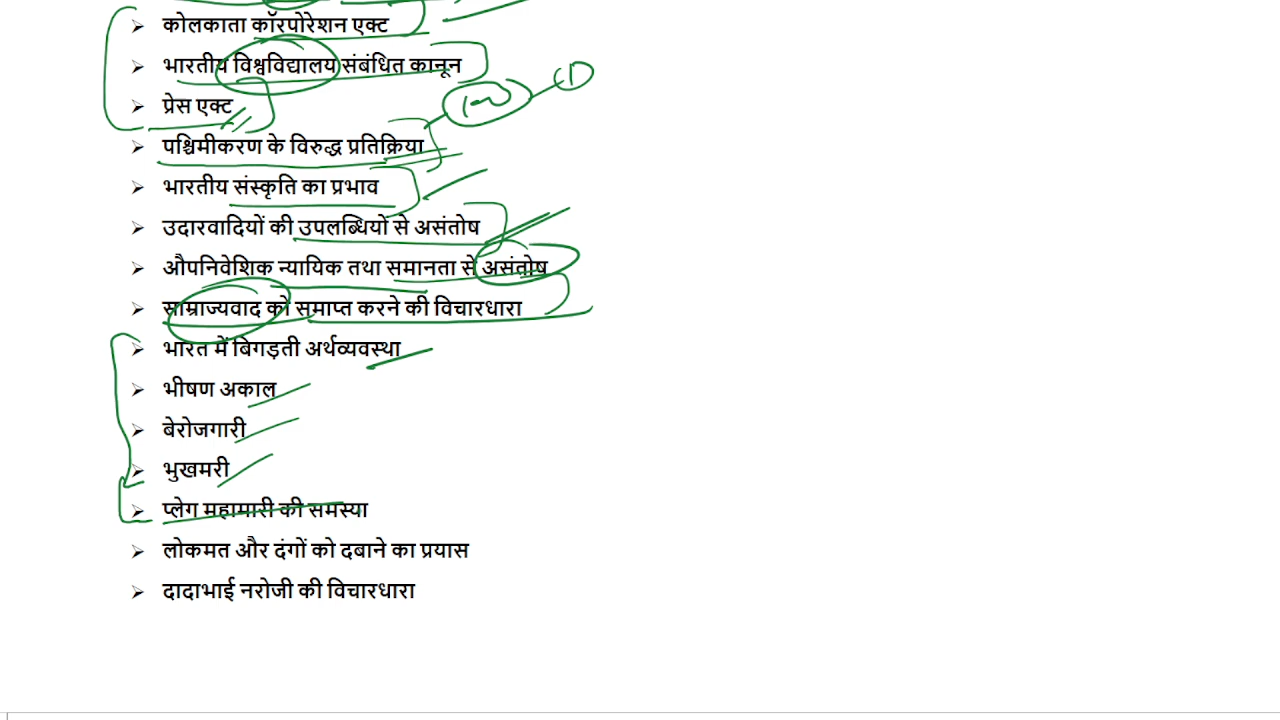 कोलकाता कॉरपोरेशन एक्ट
भारतीय विश्वविद्यालय संबंधित कानून
प्रेस एक्ट
पश्चिमीकरण के विरुद्ध प्रतिक्रिया
भारतीय संस्कृति का प्रभाव
उदारवादियों की उपलब्धियों से असंतोष
औपनिवेशिक न्यायिक तथा समानता से असंतोष
साम्राज्यवाद को समाप्त करने की विचारधारा
भारत में बिगड़ती अर्थव्यवस्था
भीषण अकाल
बेरोजगारी
भुखमरी
प्लेग महामारी की समस्या
लोकमत और दंगों को दबाने का प्रयास
दादाभाई नरोजी की विचारधारा